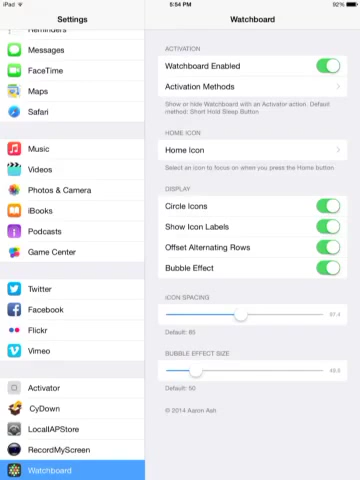 iPad
5:54 PM
92%
Settings
Watchboard
Reminders
Messages
FaceTime
Maps
Safari
Music
Videos
Photos & Camera
iBooks
Podcasts
Game Center
Twitter
Facebook
Flickr
Vimeo
Activator
CyDown
LocalIAPStore
RecordMyScreen
Watchboard
ACTIVATION
Watchboard Enabled
Activation Methods
Show or hide Watchboard with an Activator action. Default
method: Short Hold Sleep Button
HOME ICON
Home Icon
Select an icon to focus on when you press the Home button
DISPLAY
Circle Icons
Show Icon Labels
Offset Alternating Rows
Bubble Effect
ICON SPACING
Default: 85
BUBBLE EFFECT SIZE
Default: 50
© 2014 Aaron Ash